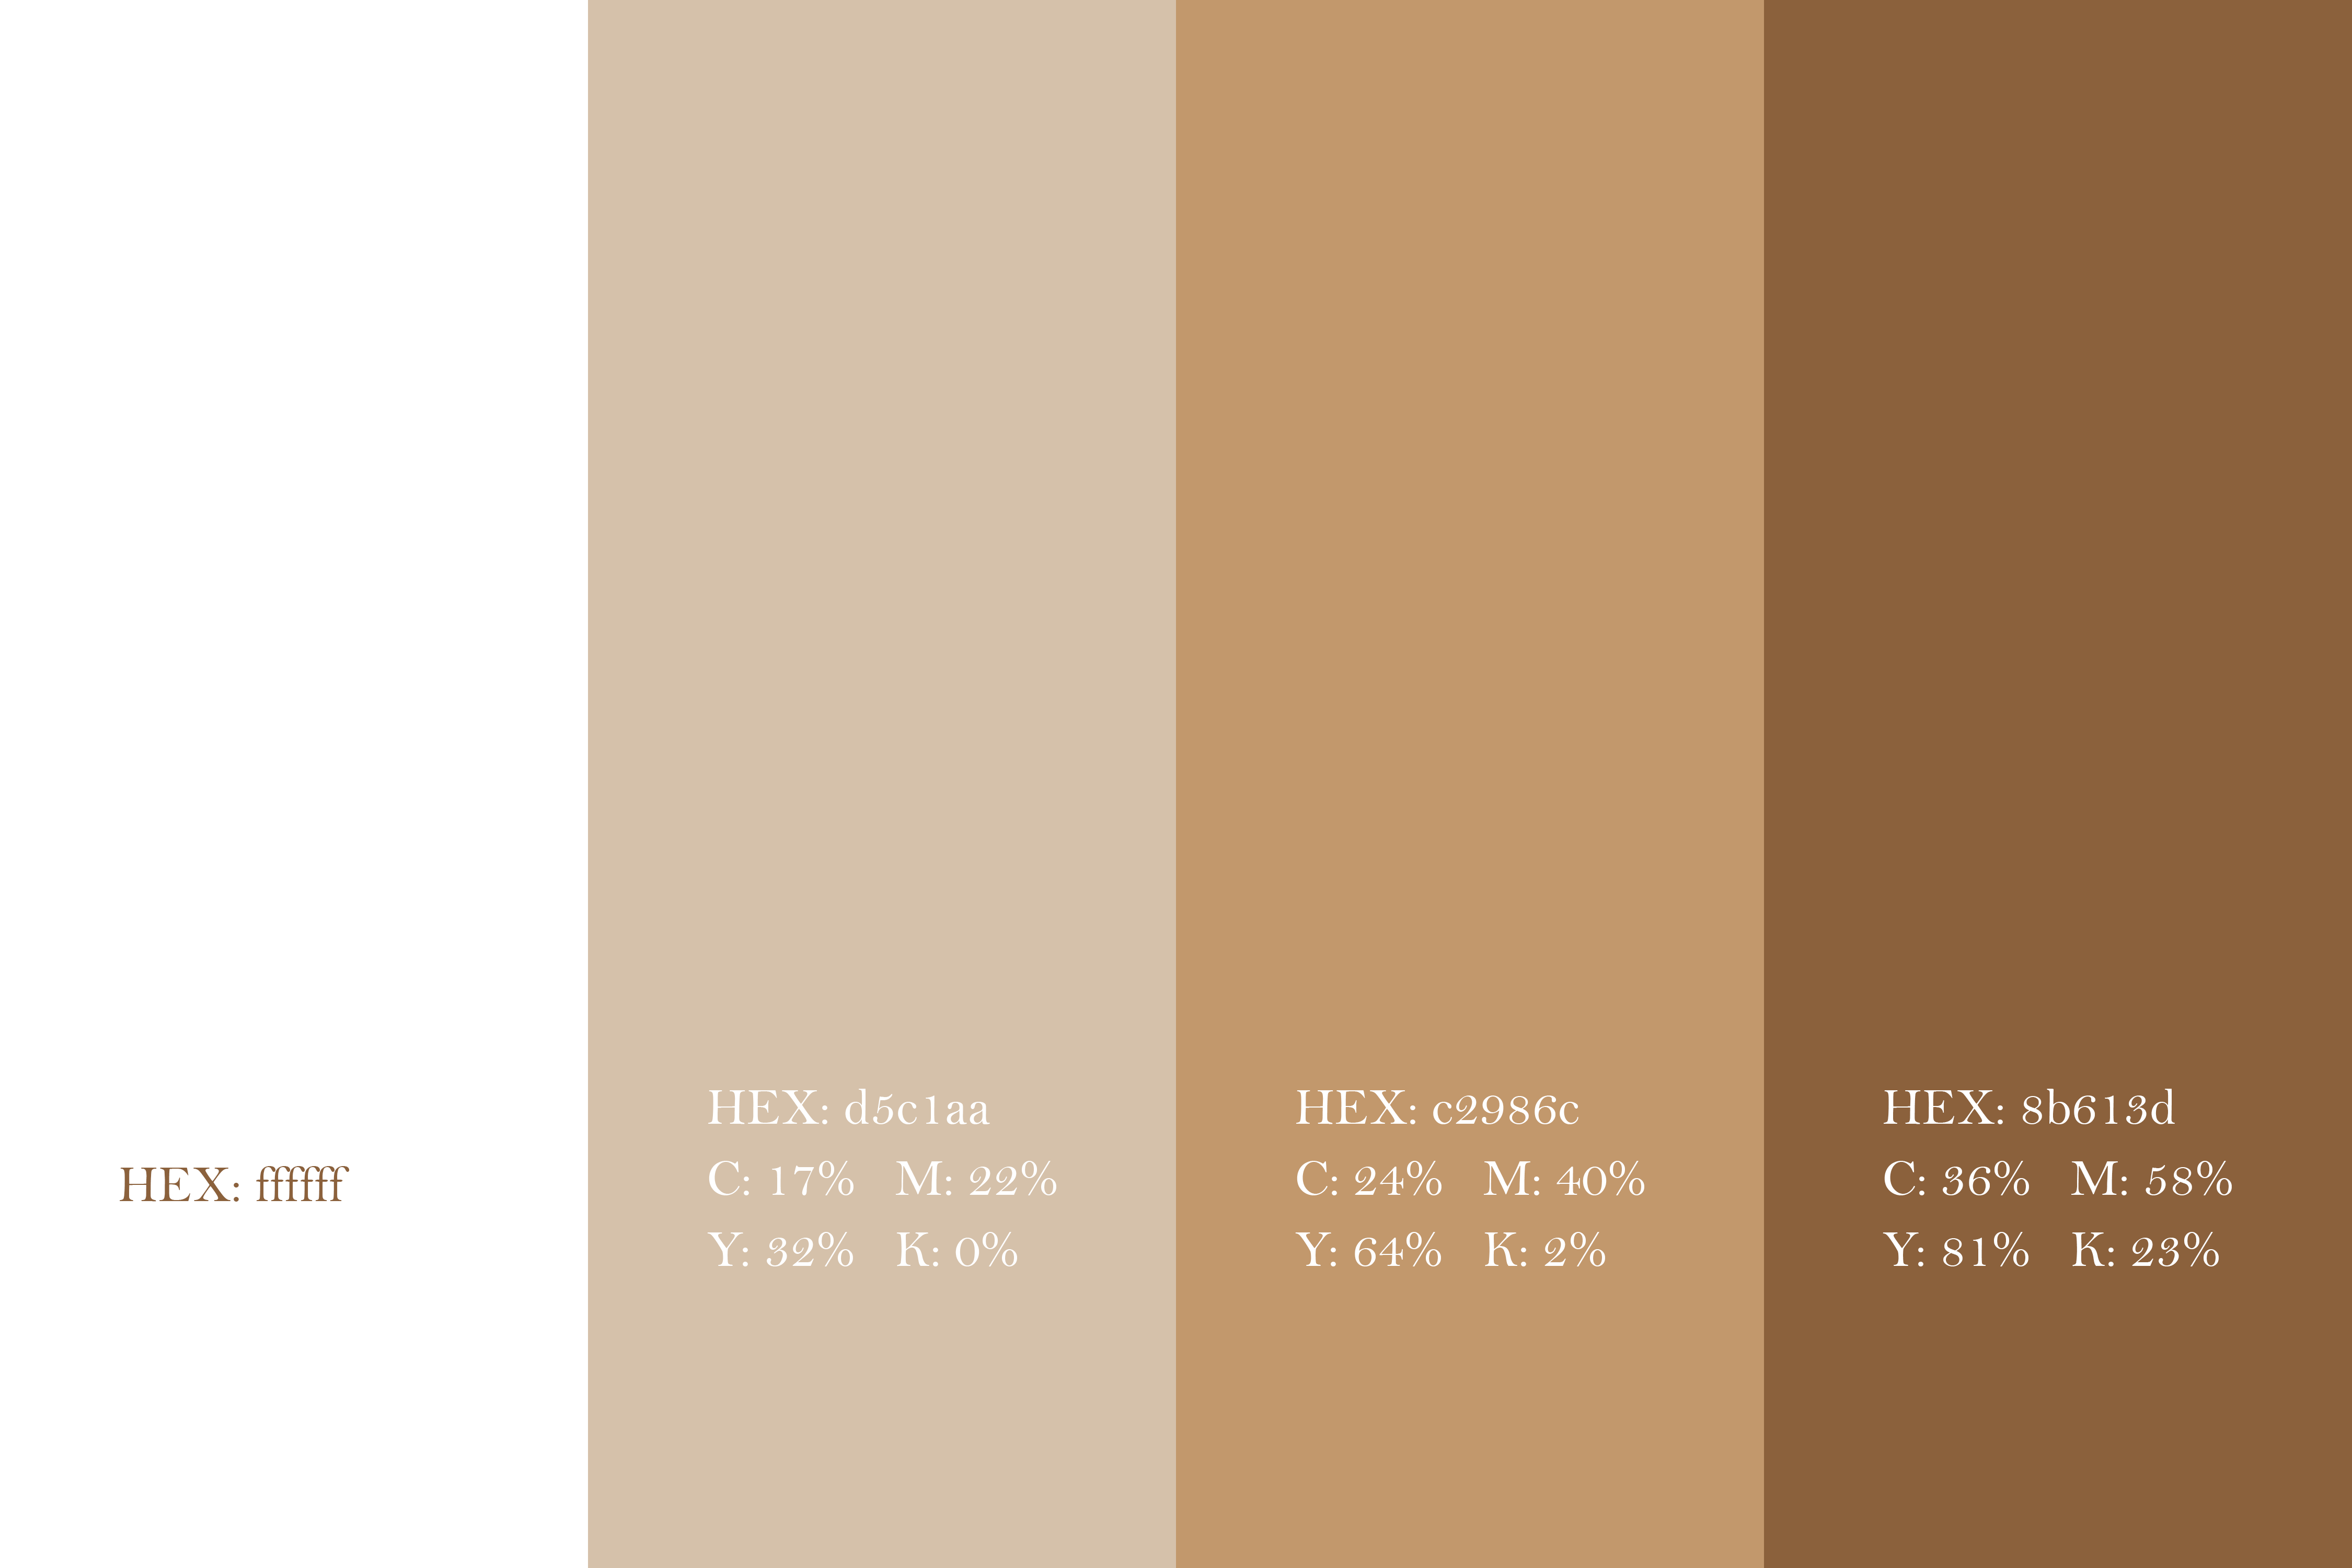 HEX: ffffff
HEX: d5c1aa
C: 17% M: 22%
Y: 32% K: 0%
HEX: c2986c
C: 24% M: 40%
Y: 64% K: 2%
HEX: 8b613d
C: 36% M: 58%
Y: 81% K: 23%